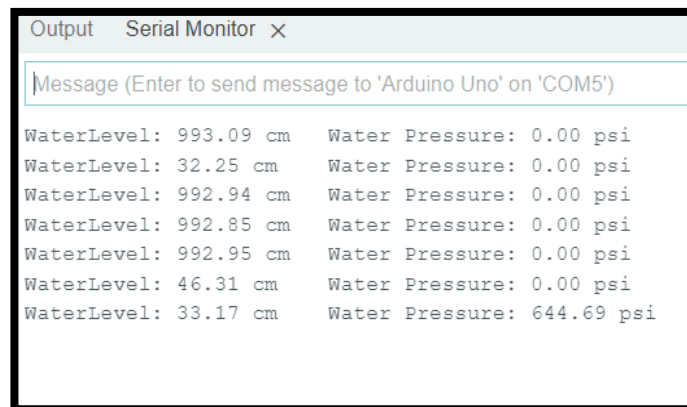 Output Serial Monitor ×
Message (Enter to send message to 'Arduino Uno' on 'COM5')
WaterLevel: 993.09 cm Water Pressure: 0.00 psi
WaterLevel: 32.25 cm Water Pressure: 0.00 psi
WaterLevel: 992.94 cm Water Pressure: 0.00 psi
WaterLevel: 992.85 cm Water Pressure: 0.00 psi
WaterLevel: 992.95 cm Water Pressure: 0.00 psi
WaterLevel: 46.31 cm Water Pressure: 0.00 psi
WaterLevel: 33.17 cm Water Pressure: 644.69 psi